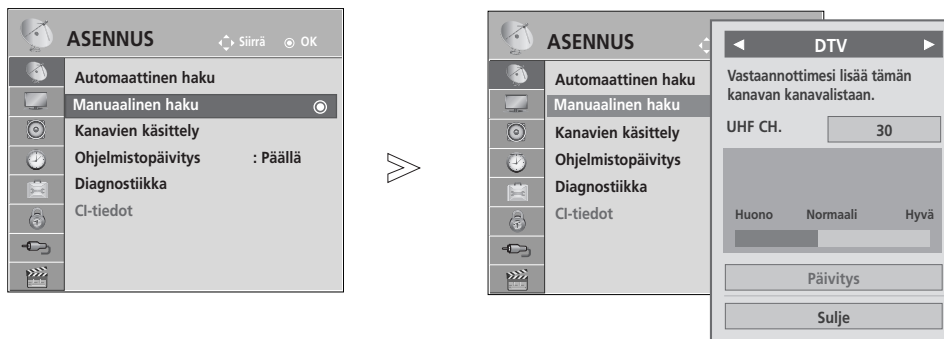 ASENNUS
Siirrä OK
Automaattinen haku
Manuaalinen haku
Kanavien käsittely
Ohjelmistopäivitys : Päällä
Diagnostiikka
CI-tiedot
ASENNUS
Automaattinen haku
Manuaalinen haku
Kanavien käsittely
Ohjelmistopäivitys
Diagnostiikka
CI-tiedot
DTV
Vastaannottimesi lisää tämän
kanavan kanavalistaan.
UHF CH. 30
Huono Normaali Hyvä
Päivitys
Sulje